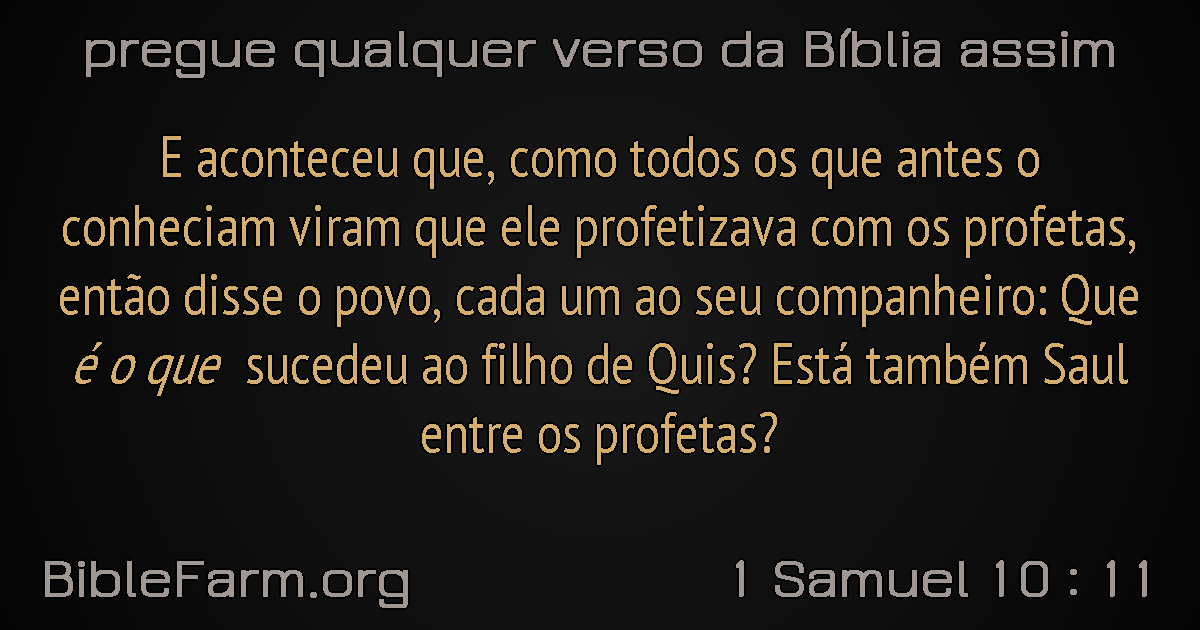 pregue qualquer verso da Bíblia assim
E aconteceu que, como todos os que antes o
conheciam viram que ele profetizava com os profetas,
então disse o povo, cada um ao seu companheiro: Que
é o que sucedeu ao filho de Quis? Está também Saul
entre os profetas?
BibleFarm.org
1 Samuel 10 : 11